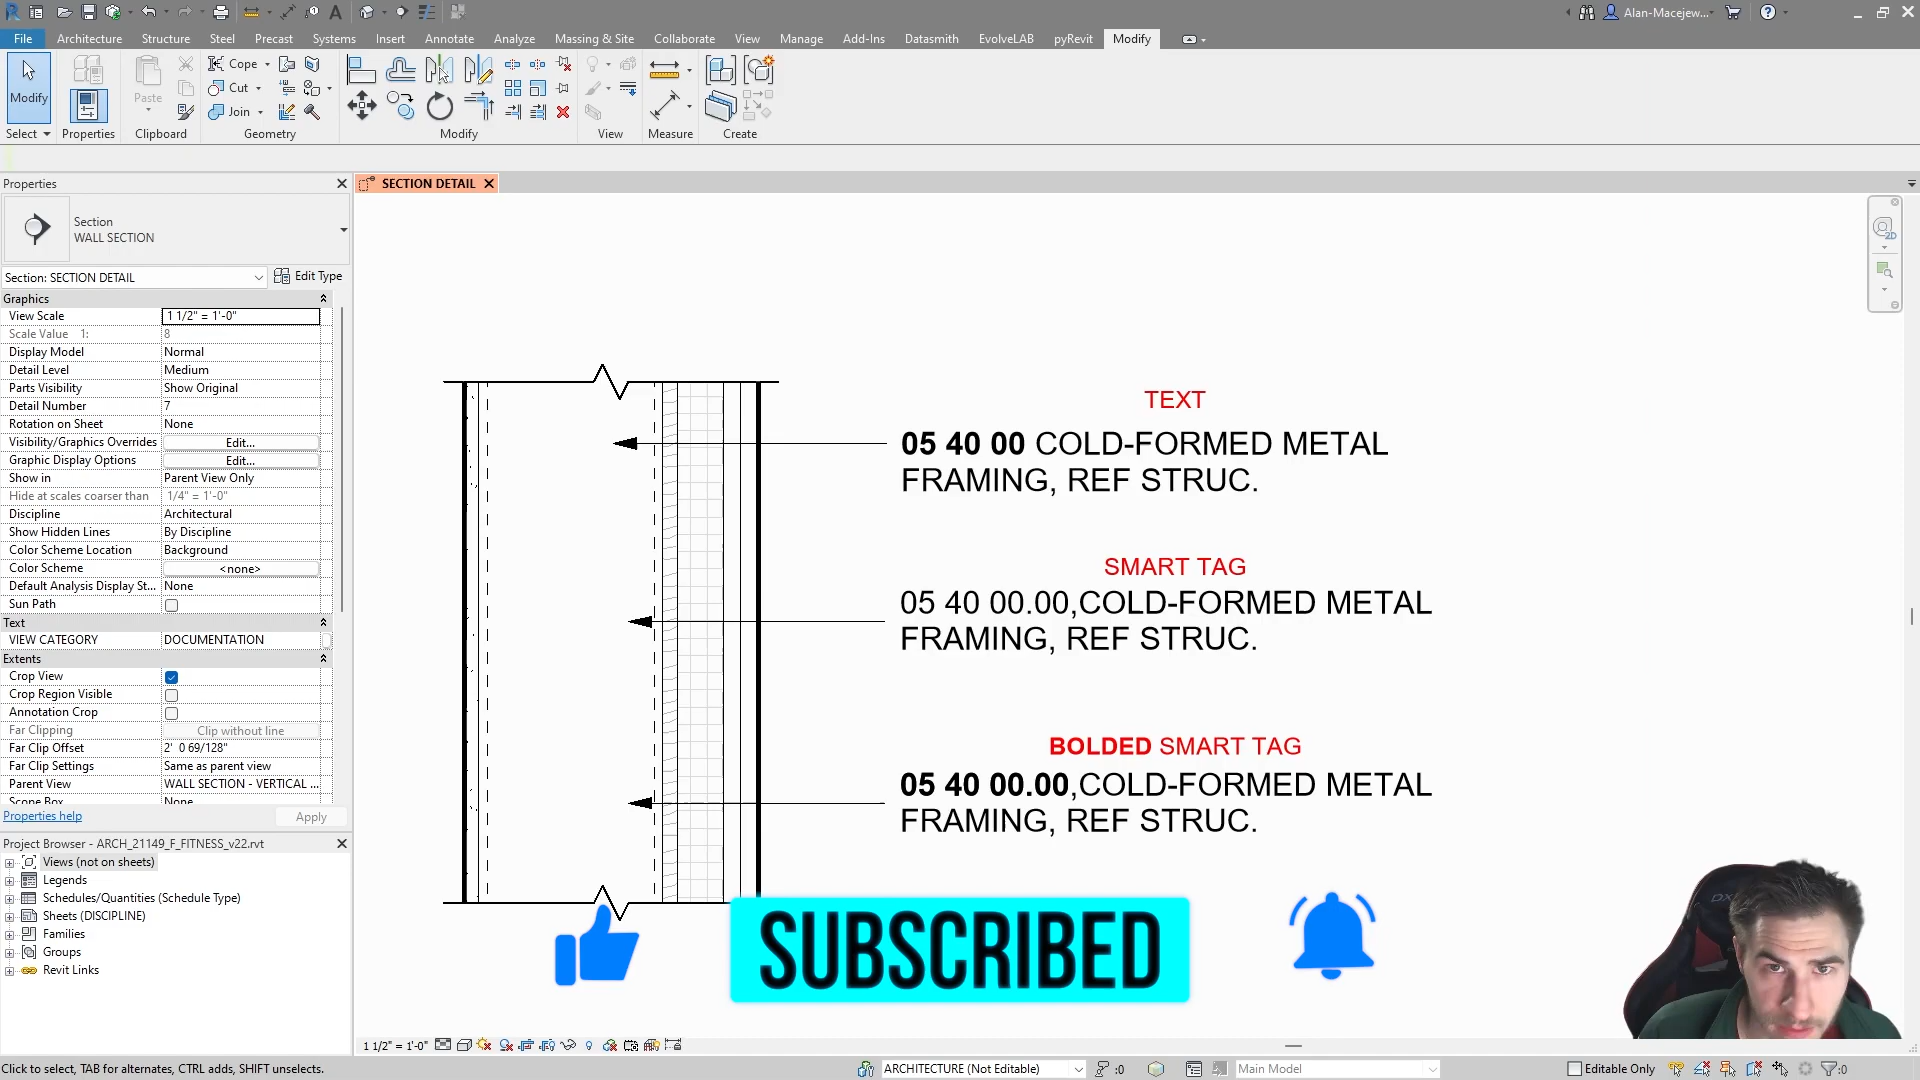 Alan-Macejew...
File
Architecture
Structure
Steel
Precast
Systems
Insert
Annotate
Analyze
Massing & Site
Collaborate
View
Manage
Add-Ins
Datasmith
EvolveLAB
pyRevit
Modify
Modify
Paste
Cope
Cut
Join
Select
Properties
Clipboard
Geometry
Modify
View
Measure
Create
Properties
SECTION DETAIL
Section
WALL SECTION
Section: SECTION DETAIL
Edit Type
Graphics
View Scale 1 1/2" = 1'-0"
Scale Value 1: 8
Display Model Normal
Detail Level Medium
Parts Visibility Show Original
Detail Number 7
Rotation on Sheet None
Visibility/Graphics Overrides Edit...
Graphic Display Options Edit...
Show in Parent View Only
Hide at scales coarser than 1/4" = 1'-0"
Discipline Architectural
Show Hidden Lines By Discipline
Color Scheme Location Background
Color Scheme <none>
Default Analysis Display St... None
Sun Path
Text
VIEW CATEGORY DOCUMENTATION
Extents
Crop View
Crop Region Visible
Annotation Crop
Far Clipping Clip without line
Far Clip Offset 2' 0 69/128"
Far Clip Settings Same as parent view
Parent View WALL SECTION - VERTICAL ...
Scope Box None
Properties help
Apply
Project Browser - ARCH_21149_F_FITNESS_v22.rvt
Views (not on sheets)
Legends
Schedules/Quantities (Schedule Type)
Sheets (DISCIPLINE)
Families
Groups
Revit Links
TEXT
05 40 00 COLD-FORMED METAL
FRAMING, REF STRUC.
SMART TAG
05 40 00.00,COLD-FORMED METAL
FRAMING, REF STRUC.
BOLDED SMART TAG
05 40 00.00,COLD-FORMED METAL
FRAMING, REF STRUC.
SUBSCRIBED
1 1/2" = 1'-0"
Click to select, TAB for alternates, CTRL adds, SHIFT unselects.
ARCHITECTURE (Not Editable)
:0
Main Model
Editable Only
:0